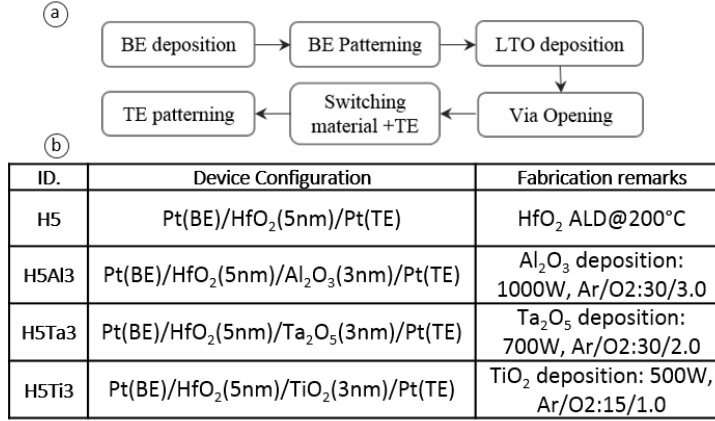 a
BE deposition
BE Patterning
LTO deposition
TE patterning
Switching
material +TE
Via Opening
b
ID. Device Configuration Fabrication remarks
H5 Pt(BE)/HfO₂(5nm)/Pt(TE) HfO₂ ALD@200°C
H5Al3 Pt(BE)/HfO₂(5nm)/Al₂O₃(3nm)/Pt(TE) Al₂O₃ deposition:
1000W, Ar/O2:30/3.0
H5Ta3 Pt(BE)/HfO₂(5nm)/Ta₂O₅(3nm)/Pt(TE) Ta₂O₅ deposition:
700W, Ar/O2:30/2.0
H5Ti3 Pt(BE)/HfO₂(5nm)/TiO₂(3nm)/Pt(TE) TiO₂ deposition: 500W,
Ar/O2:15/1.0